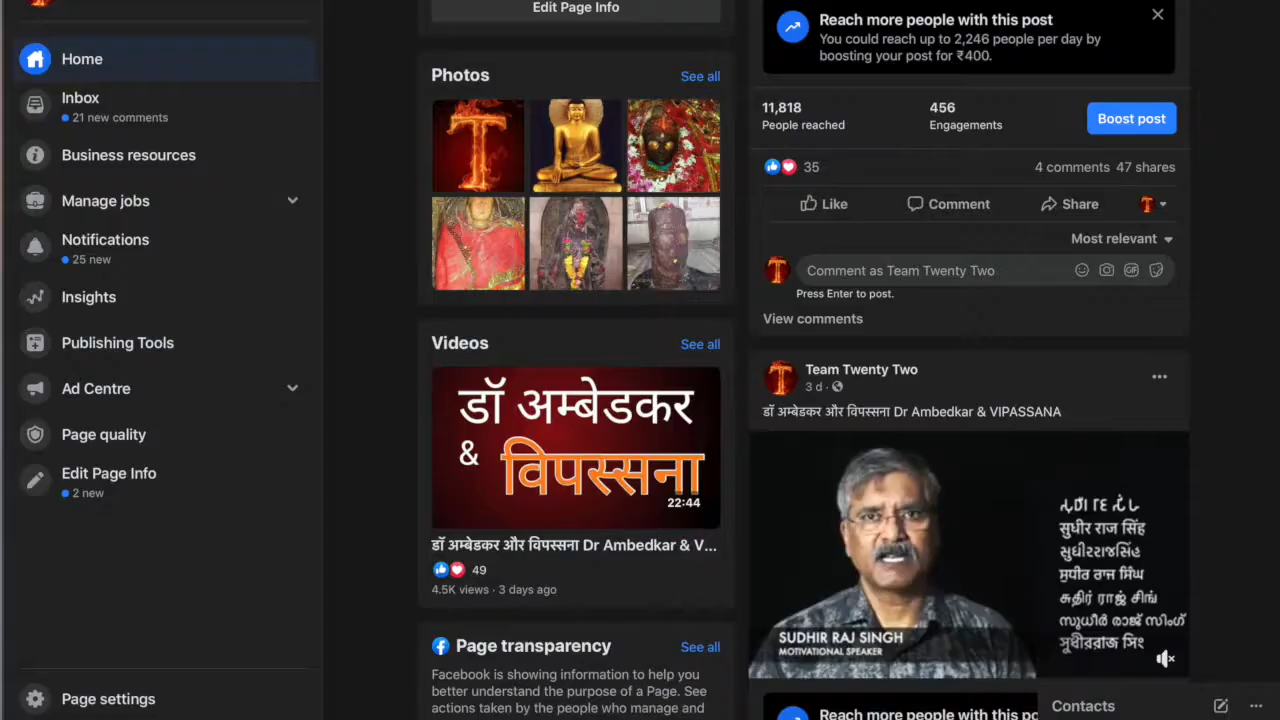 Home
Inbox
21 new comments
Business resources
Manage jobs
Notifications
25 new
Insights
Publishing Tools
Ad Centre
Page quality
Edit Page Info
2 new
Page settings
Edit Page Info
Photos
See all
T
Videos
See all
डॉ अम्बेडकर
&
विपस्सना
22:44
डॉ अम्बेडकर और विपस्सना Dr Ambedkar & V...
49
4.5K views · 3 days ago
Page transparency
See all
Facebook is showing information to help you
better understand the purpose of a Page. See
actions taken by the people who manage and
Reach more people with this post
You could reach up to 2,246 people per day by
boosting your post for ₹400.
11,818
People reached
456
Engagements
Boost post
35
4 comments 47 shares
Like
Comment
Share
Most relevant
Comment as Team Twenty Two
GIF
Press Enter to post.
View comments
Team Twenty Two
3 d
डॉ अम्बेडकर और विपस्सना Dr Ambedkar & VIPASSANA
सुधीर राज सिंह
SUDHIR RAJ SINGH
MOTIVATIONAL SPEAKER
Reach more people with this po
Contacts